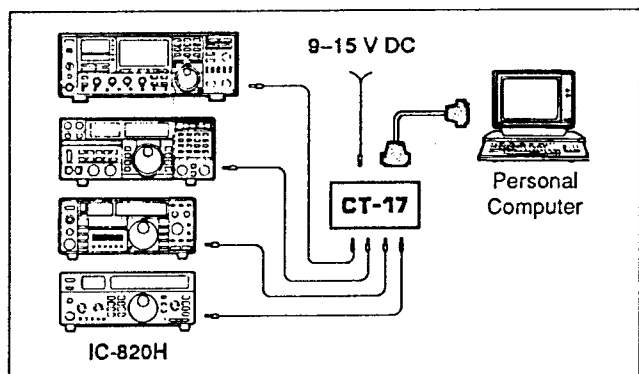 9–15 V DC
CT-17
Personal
Computer
IC-820H